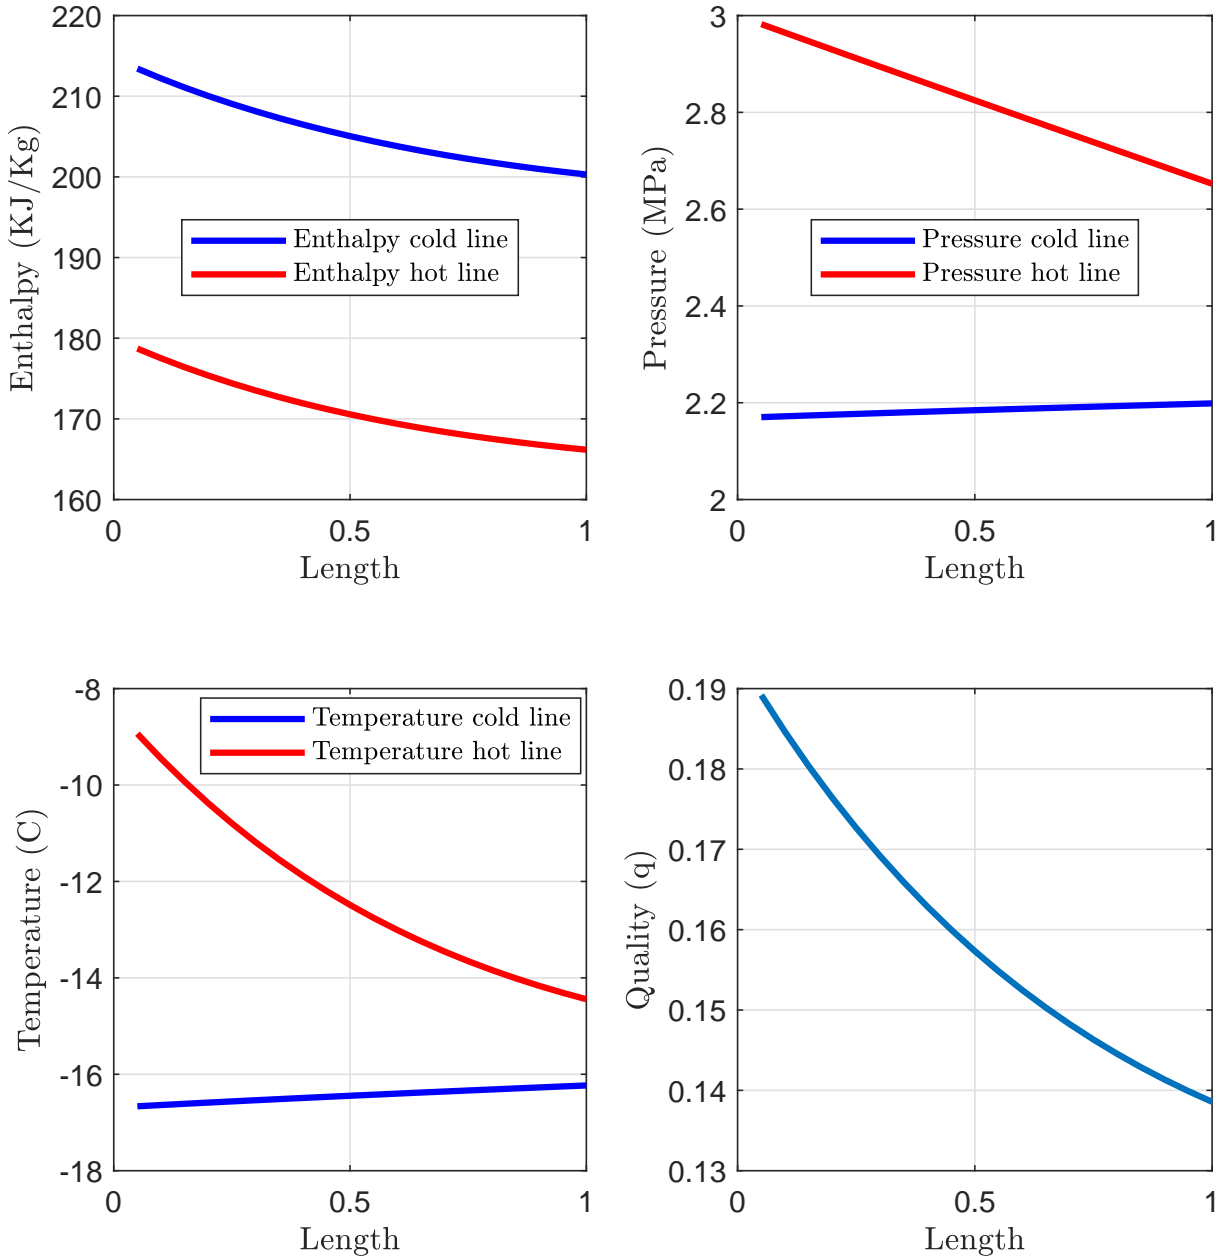 220
210
200
190
180
170
160
Enthalpy (KJ/Kg)
Enthalpy cold line
Enthalpy hot line
0 0.5 1
Length
3
2.8
2.6
2.4
2.2
2
Pressure (MPa)
Pressure cold line
Pressure hot line
0 0.5 1
Length
-8
-10
-12
-14
-16
-18
Temperature (C)
Temperature cold line
Temperature hot line
0 0.5 1
Length
0.19
0.18
0.17
0.16
0.15
0.14
0.13
Quality (q)
0 0.5 1
Length